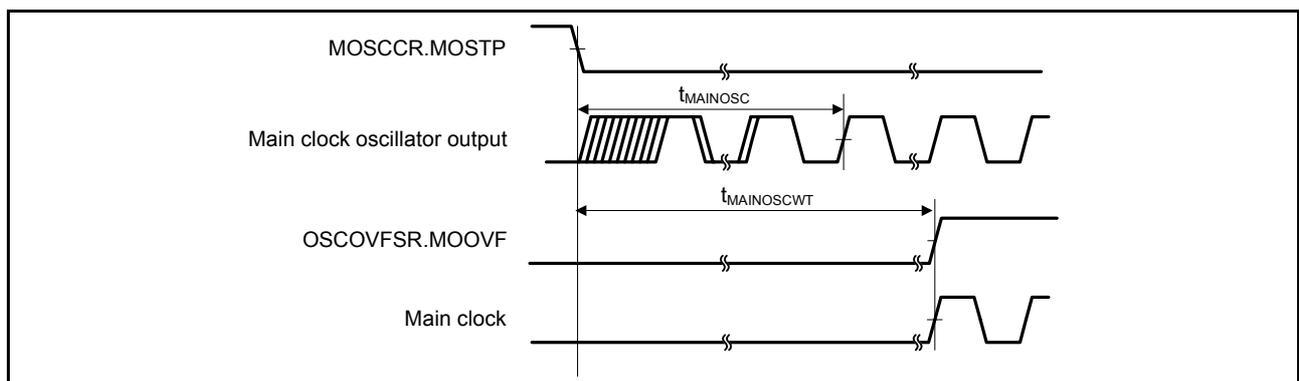 MOSCCR.MOSTP
tMAINOSC
Main clock oscillator output
tMAINOSCWT
OSCOVFSR.MOOVF
Main clock